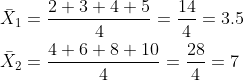 X̄₁ = (2 + 3 + 4 + 5)/4 = 14/4 = 3.5
X̄₂ = (4 + 6 + 8 + 10)/4 = 28/4 = 7